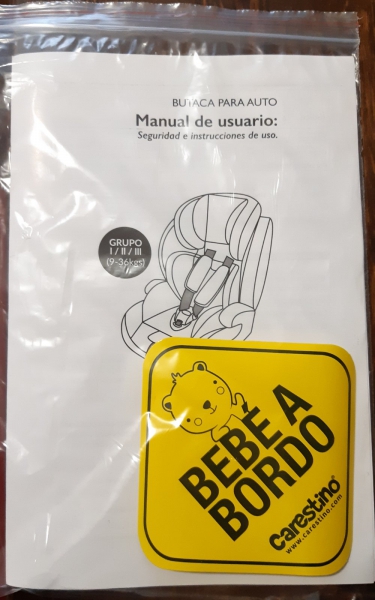 BUTACA PARA AUTO
Manual de usuario:
Seguridad e instrucciones de uso.
GRUPO
I / II / III
(9-36kgs)
BEBÉ A
BORDO
carestino®
www.carestino.com